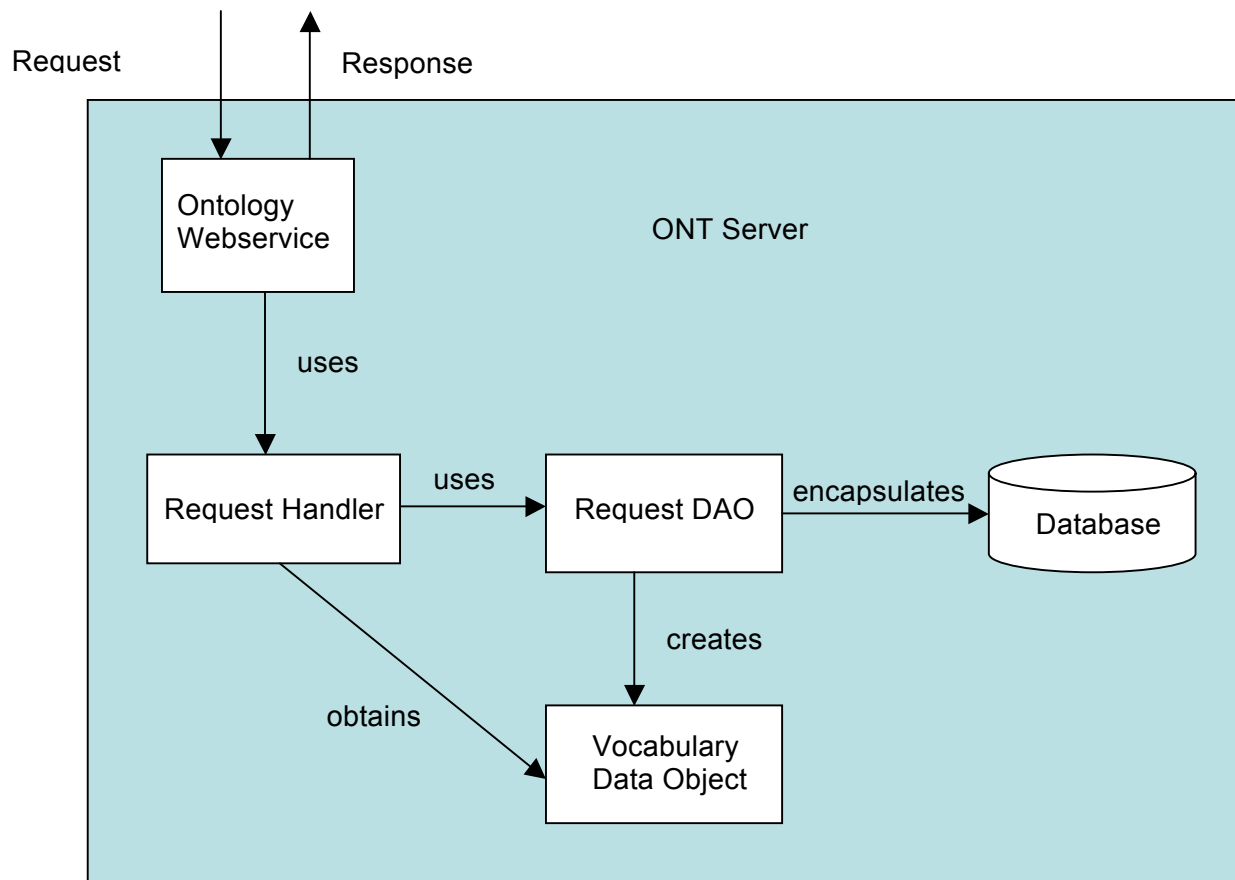 Request
Response
Ontology
Webservice
ONT Server
uses
Request Handler
uses
Request DAO
encapsulates
Database
creates
obtains
Vocabulary
Data Object